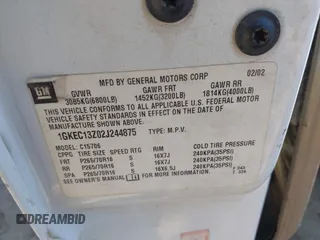 GM
MFD BY GENERAL MOTORS CORP 02/02
GVWR GAWR FRT GAWR RR
3085KG(6800LB) 1452KG(3200LB) 1814KG(4000LB)
THIS VEHICLE CONFORMS TO ALL APPLICABLE U.S. FEDERAL MOTOR
VEHICLE SAFETY STANDARDS IN EFFECT ON THE DATE OF
MANUFACTURE SHOWN ABOVE.
1GKEC13Z02J244875 TYPE: M.P.V.
MODEL: C15706
CPPG TIRE SIZE SPEED RTG RIM COLD TIRE PRESSURE
FRT P265/70R16 S 16X7J 240KPA(35PSI)
RR P265/70R16 S 16X7J 240KPA(35PSI)
SPA P265/70R16 S 16X6.5J 240KPA(35PSI)
SEE OWNER'S MANUAL
DREAMBID